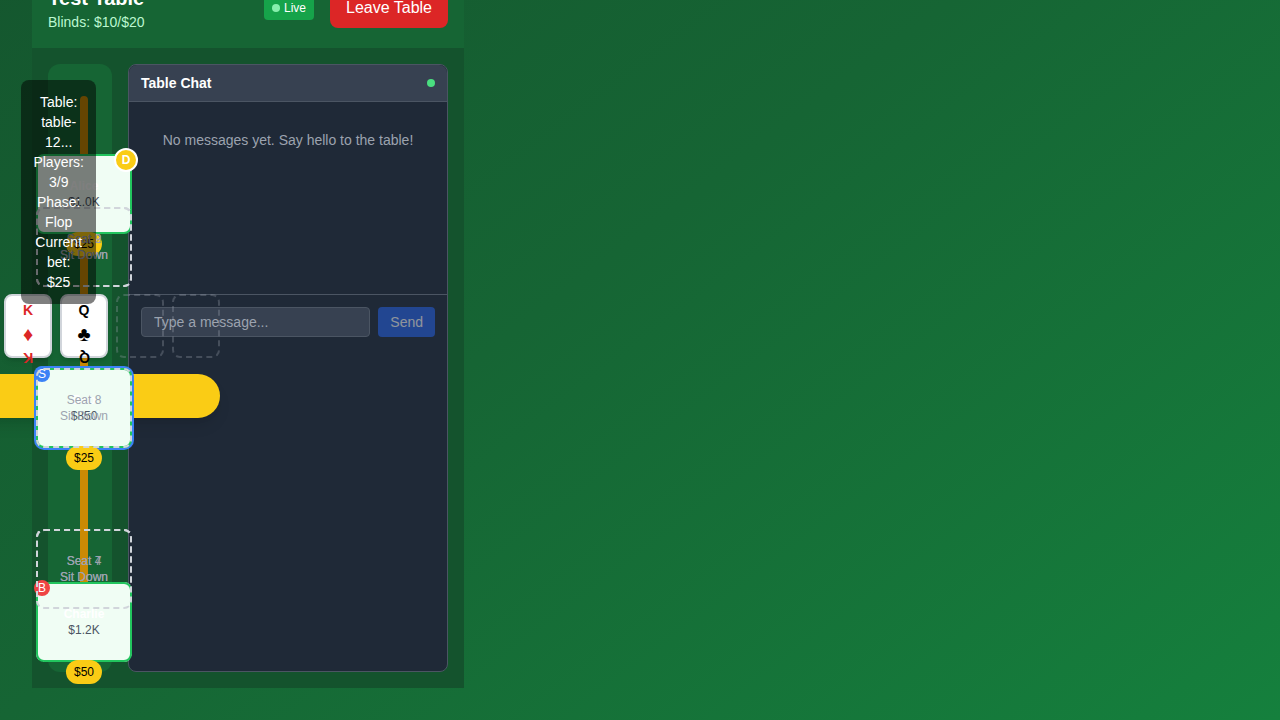 Test Table
Blinds: $10/$20
Live
Leave Table
Table Chat
No messages yet. Say hello to the table!
Type a message...
Send
Table:
table-
12...
Players:
3/9
Phase:
Flop
Current
bet:
$25
D
$1.0K
$25
Sit Down
K
♦
K
Q
♣
Q
S
Seat 8
Sit Down
$850
$25
Seat
Sit Down
B
$1.2K
$50